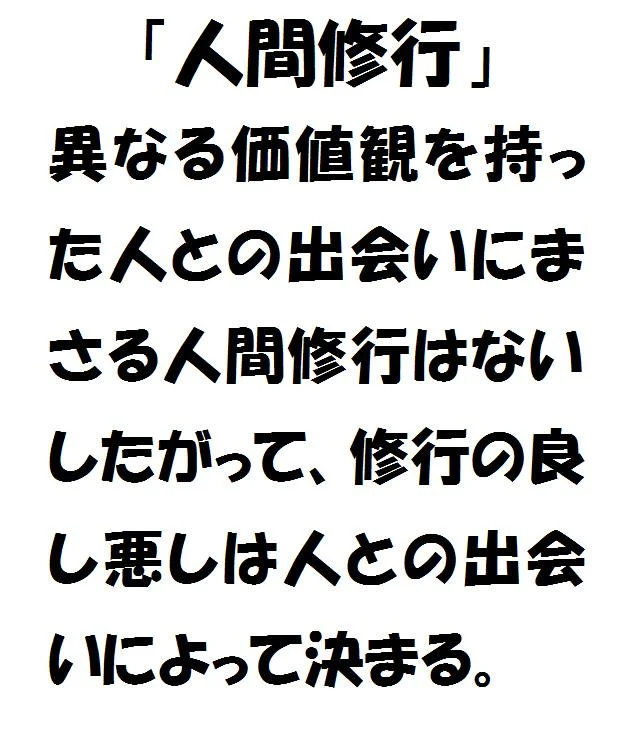 「人間修行」
異なる価値観を持っ
た人との出会いにま
さる人間修行はない
したがって、修行の良
し悪しは人との出会
いによって決まる。